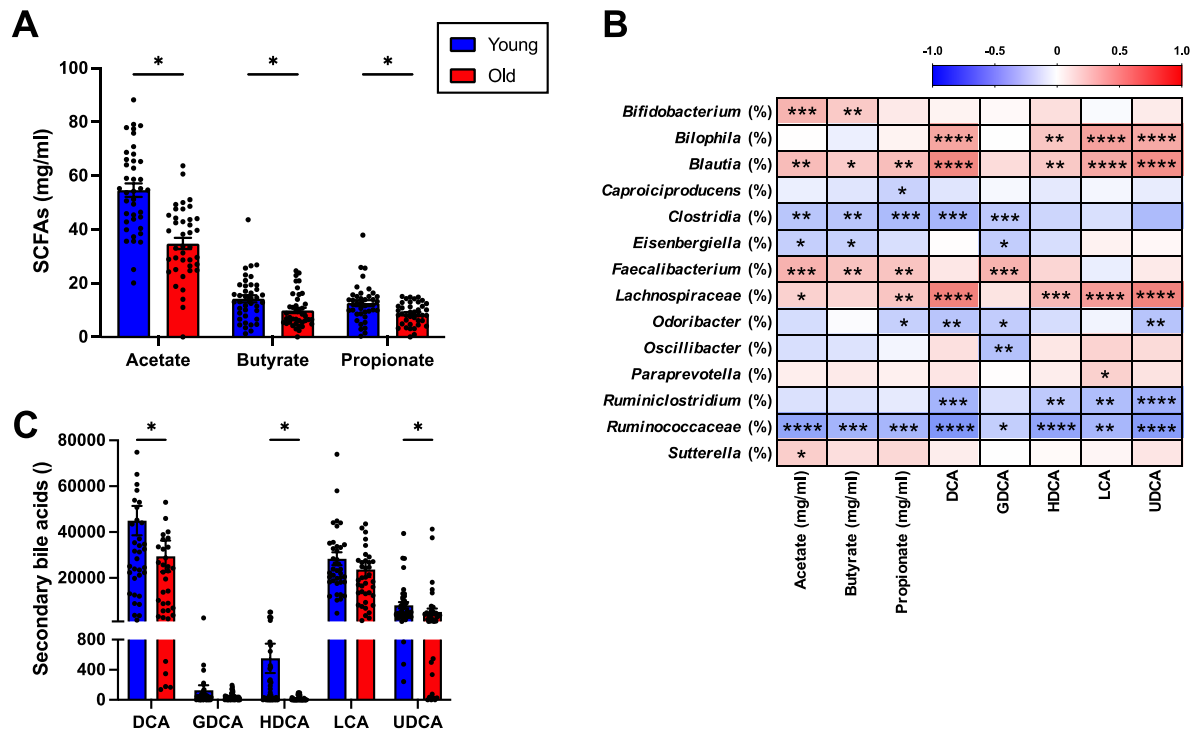 A
Young
Old
SCFAs (mg/ml)
100
80
60
40
20
0
* * *
Acetate Butyrate Propionate
B
-1.0 -0.5 0 0.5 1.0
Bifidobacterium (%) *** **
Bilophila (%) **** ** **** ****
Blautia (%) ** * ** **** ** **** ****
Caproiciproducens (%) *
Clostridia (%) ** ** *** *** ***
Eisenbergiella (%) * * *
Faecalibacterium (%) *** ** ** ***
Lachnospiraceae (%) * ** **** *** **** ****
Odoribacter (%) * ** * **
Oscillibacter (%) **
Paraprevotella (%) *
Ruminiclostridium (%) *** ** ** ****
Ruminococcaceae (%) **** *** *** **** * **** ** ****
Sutterella (%) *
Acetate (mg/ml)
Butyrate (mg/ml)
Propionate (mg/ml)
DCA
GDCA
HDCA
LCA
UDCA
C
Secondary bile acids ()
80000
60000
40000
20000
800
400
0
* * *
DCA GDCA HDCA LCA UDCA